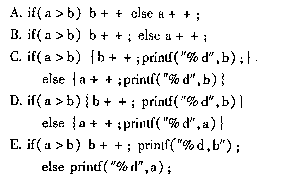 A. if(a>b) b++ else a++;
B. if(a>b) b++; else a++;
C. if(a>b) {b++;printf("%d",b);}
else {a++;printf("%d",b)}
D. if(a>b){b++; printf("%d",b)}
else {a++;printf("%d",a)}
E. if(a>b) b++; printf("%d,b");
else printf("%d",a);